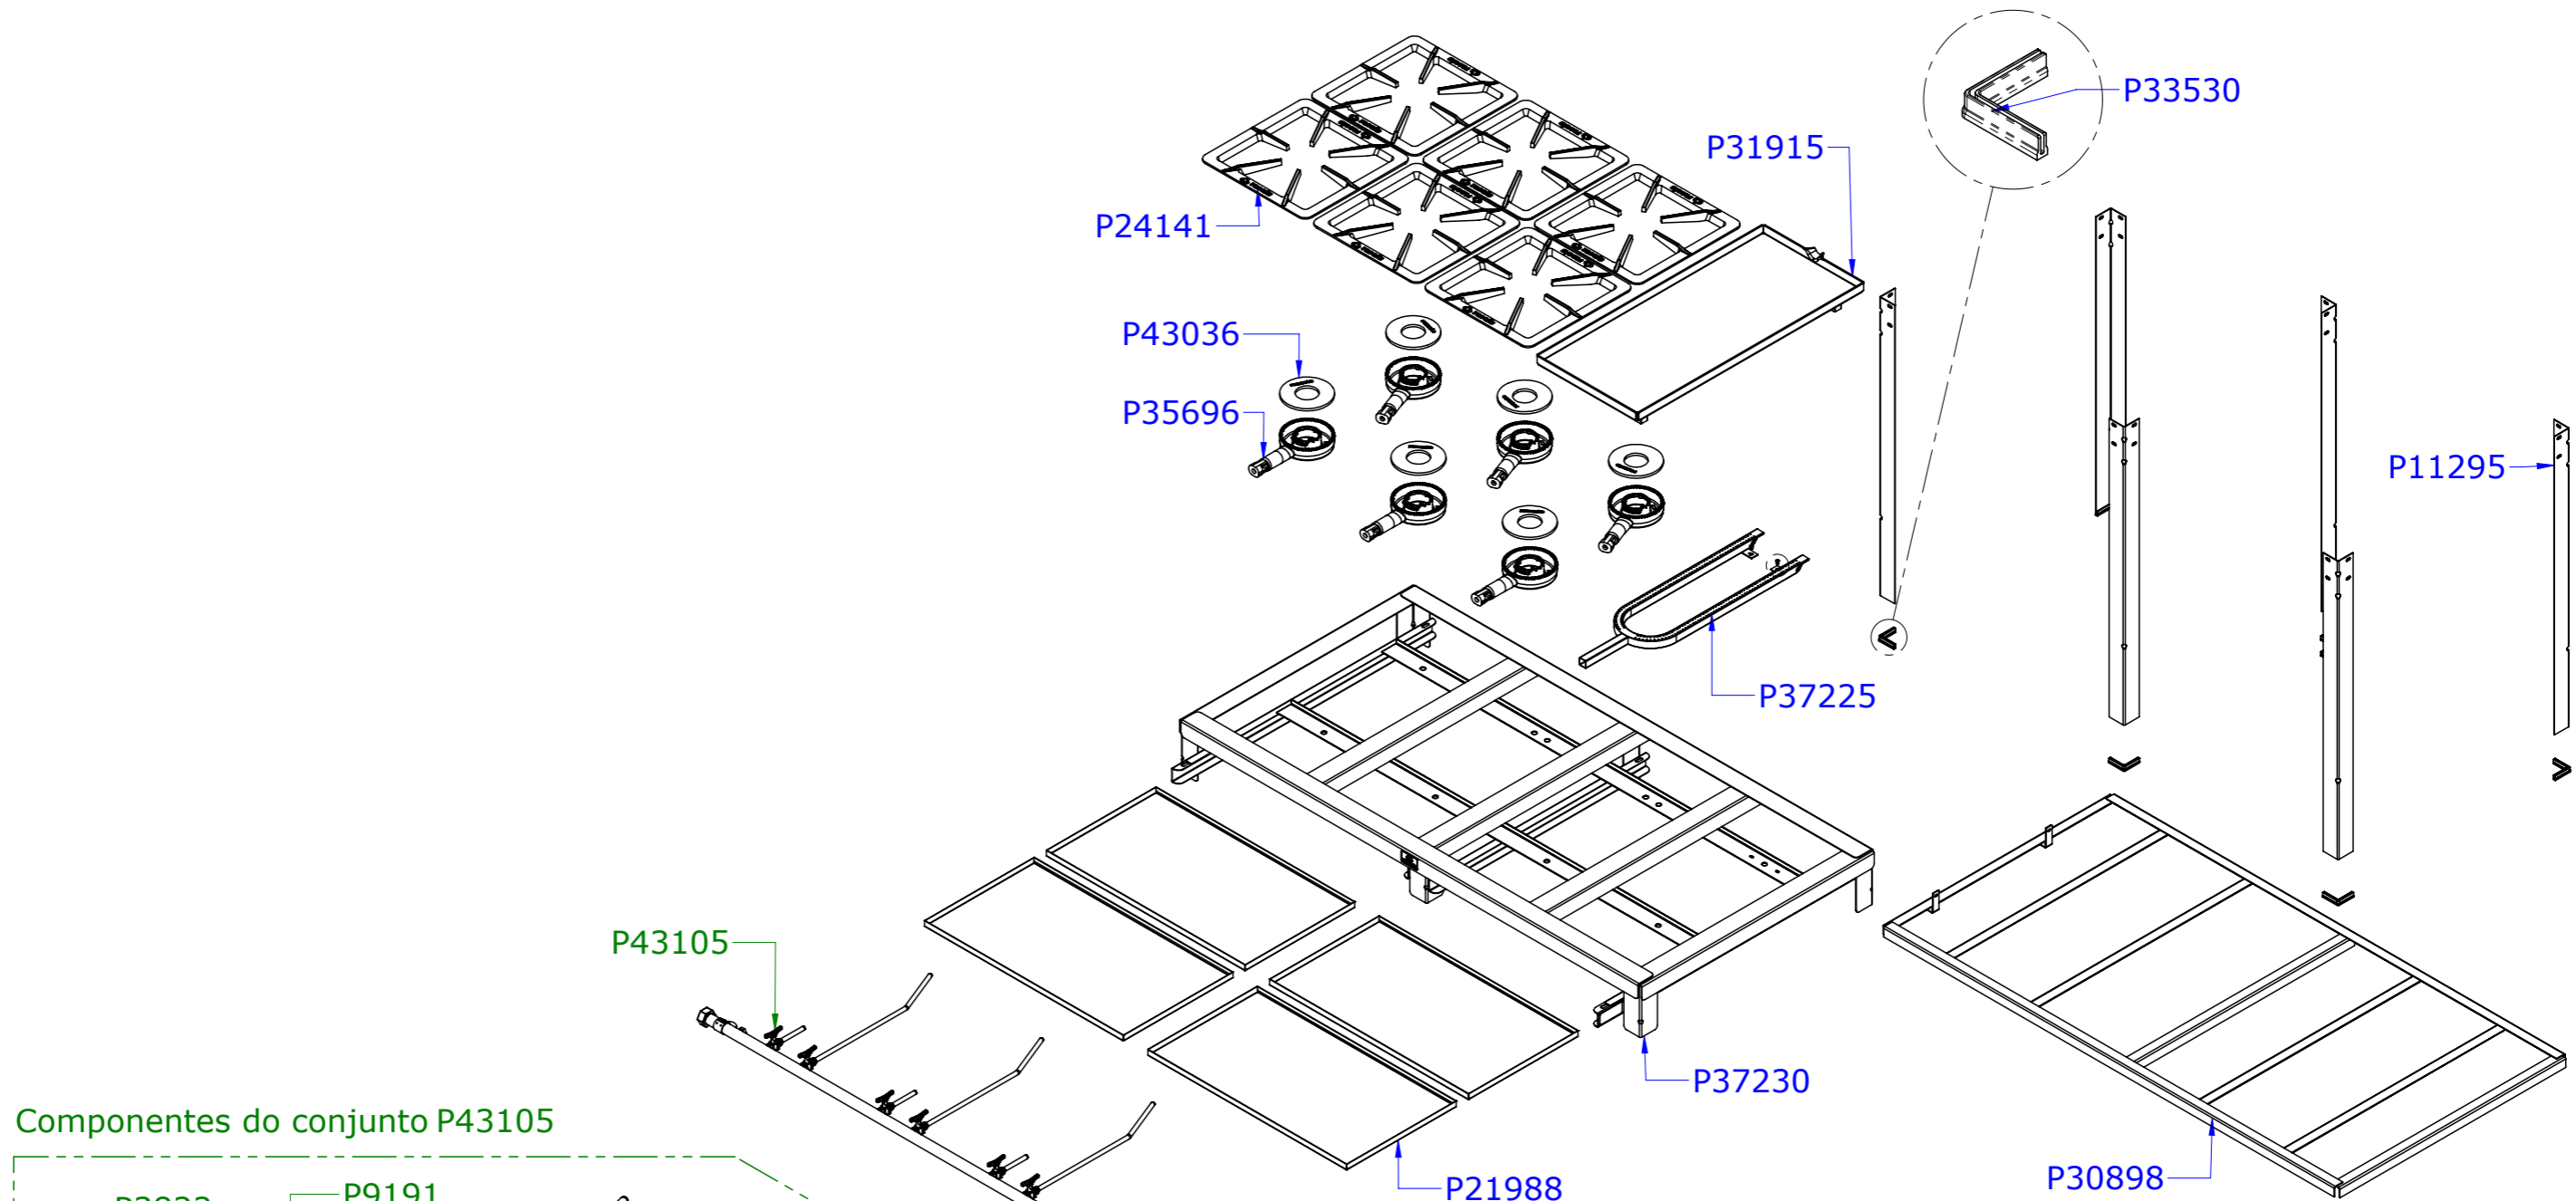 P33530
P31915
P24141
P43036
P35696
P11295
P37225
P43105
P37230
Componentes do conjunto P43105
P9191
P21988
P30898